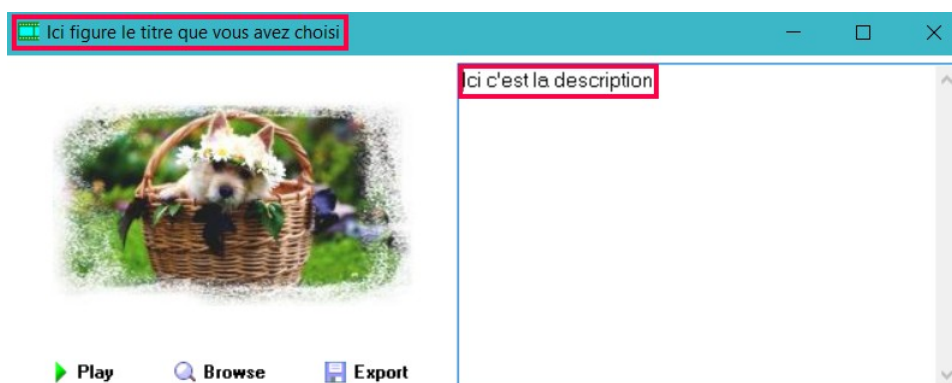 Ici figure le titre que vous avez choisi
Ici c'est la description
Play Browse Export